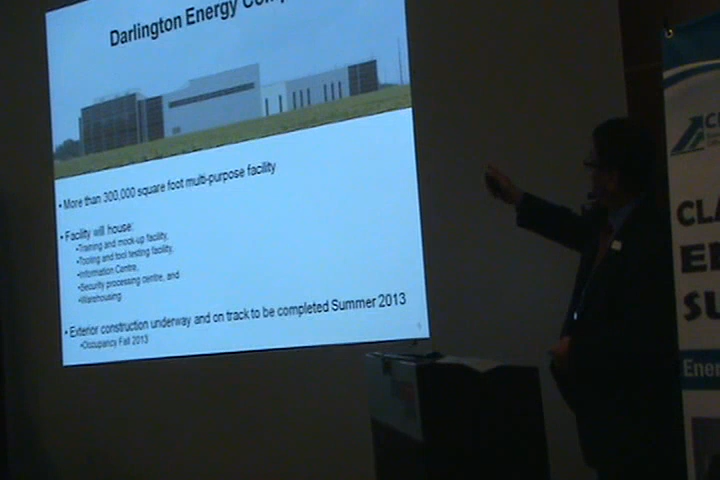 Darlington Energy
• More than 300,000 square foot multi-purpose facility
• Facility will house:
•Training and mock-up facility,
•Tooling and tool testing facility,
•Information Centre,
•Security processing centre, and
•Warehousing
• Exterior construction underway and on track to be completed Summer 2013
•Occupancy Fall 2013